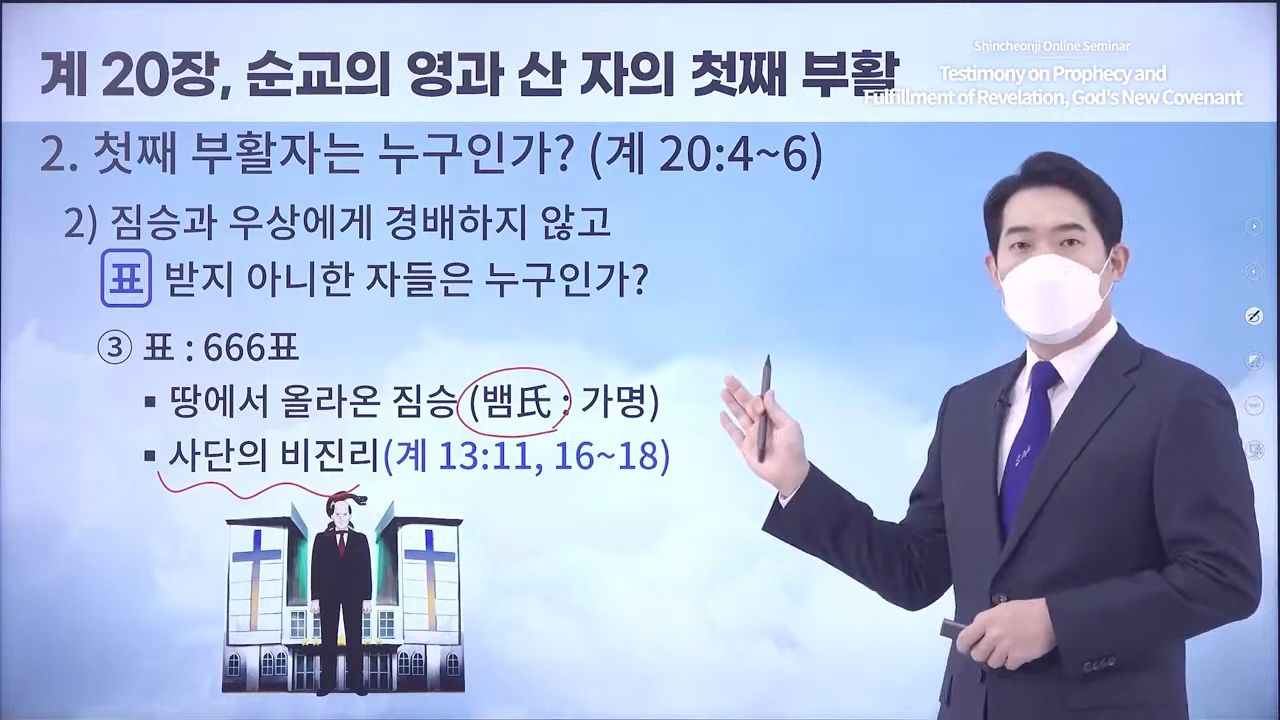 계 20장, 순교의 영과 산 자의 첫째 부활
Shincheonji Online Seminar
Testimony on Prophecy and
Fulfillment of Revelation, God's New Covenant
2. 첫째 부활자는 누구인가? (계 20:4~6)
2) 짐승과 우상에게 경배하지 않고
표 받지 아니한 자들은 누구인가?
③ 표 : 666표
▪ 땅에서 올라온 짐승 (뱀氏 : 가명)
▪ 사단의 비진리(계 13:11, 16~18)